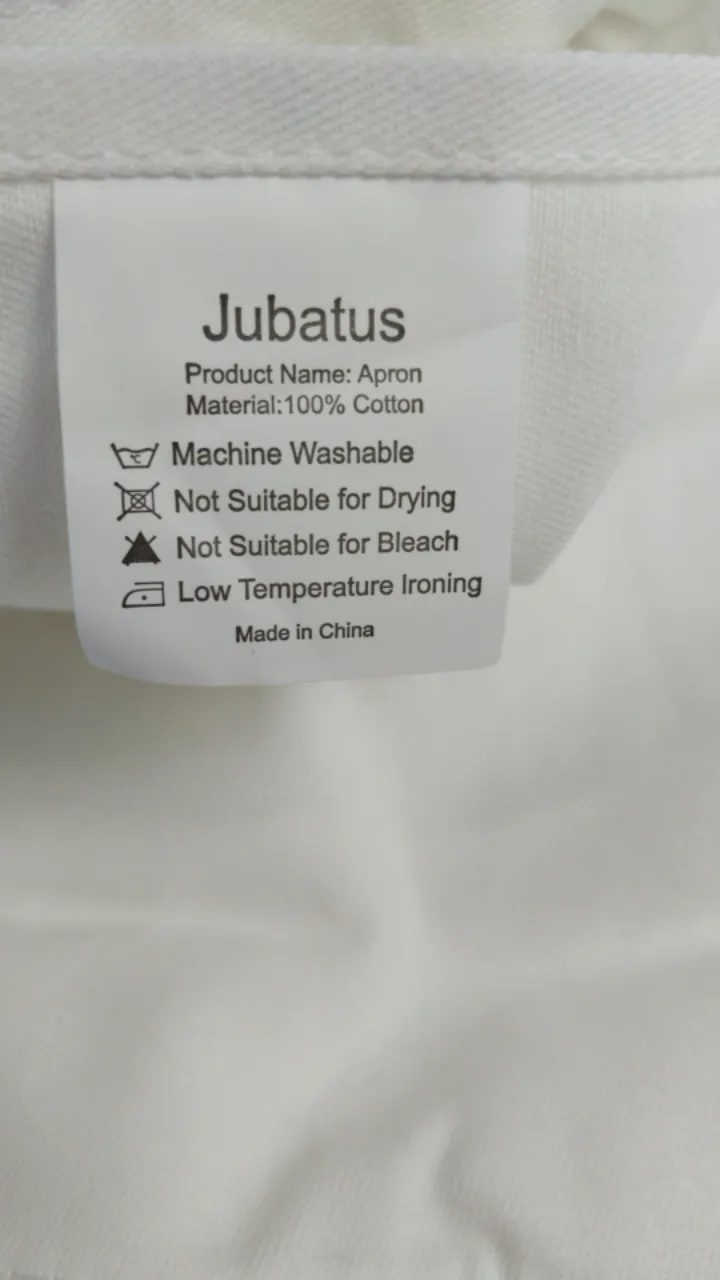 Jubatus
Product Name: Apron
Material:100% Cotton
Machine Washable
Not Suitable for Drying
Not Suitable for Bleach
Low Temperature Ironing
Made in China